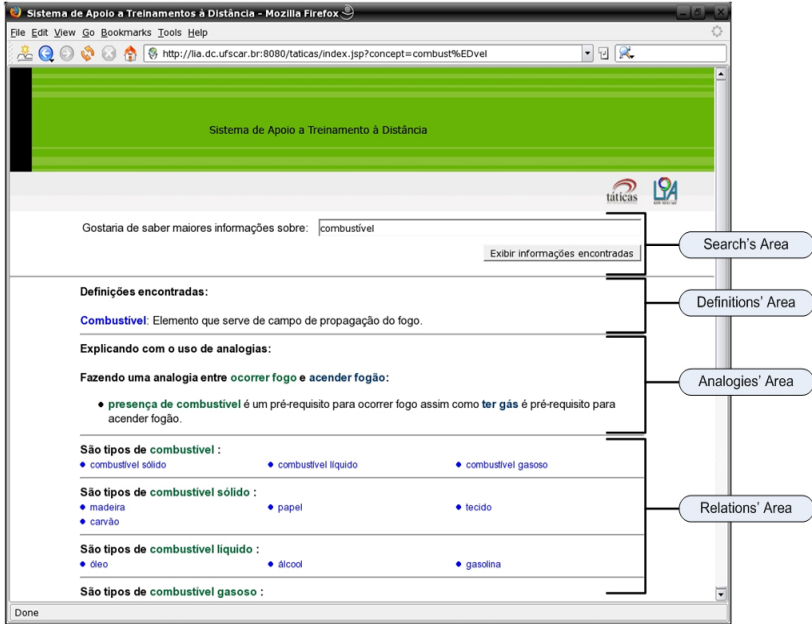 Sistema de Apoio a Treinamentos à Distância - Mozilla Firefox
File Edit View Go Bookmarks Tools Help
http://lia.dc.ufscar.br:8080/taticas/index.jsp?concept=combust%EDvel
Sistema de Apoio a Treinamento à Distância
táticas LIA
Gostaria de saber maiores informações sobre: combustível
Exibir informações encontradas
Search's Area
Definições encontradas:
Combustível: Elemento que serve de campo de propagação do fogo.
Definitions' Area
Explicando com o uso de analogias:
Fazendo uma analogia entre ocorrer fogo e acender fogão:
• presença de combustível é um pré-requisito para ocorrer fogo assim como ter gás é pré-requisito para
acender fogão.
Analogies' Area
São tipos de combustível :
• combustível sólido • combustível líquido • combustível gasoso
São tipos de combustível sólido :
• madeira • papel • tecido
• carvão
Relations' Area
São tipos de combustível líquido :
• óleo • álcool • gasolina
São tipos de combustível gasoso :
Done